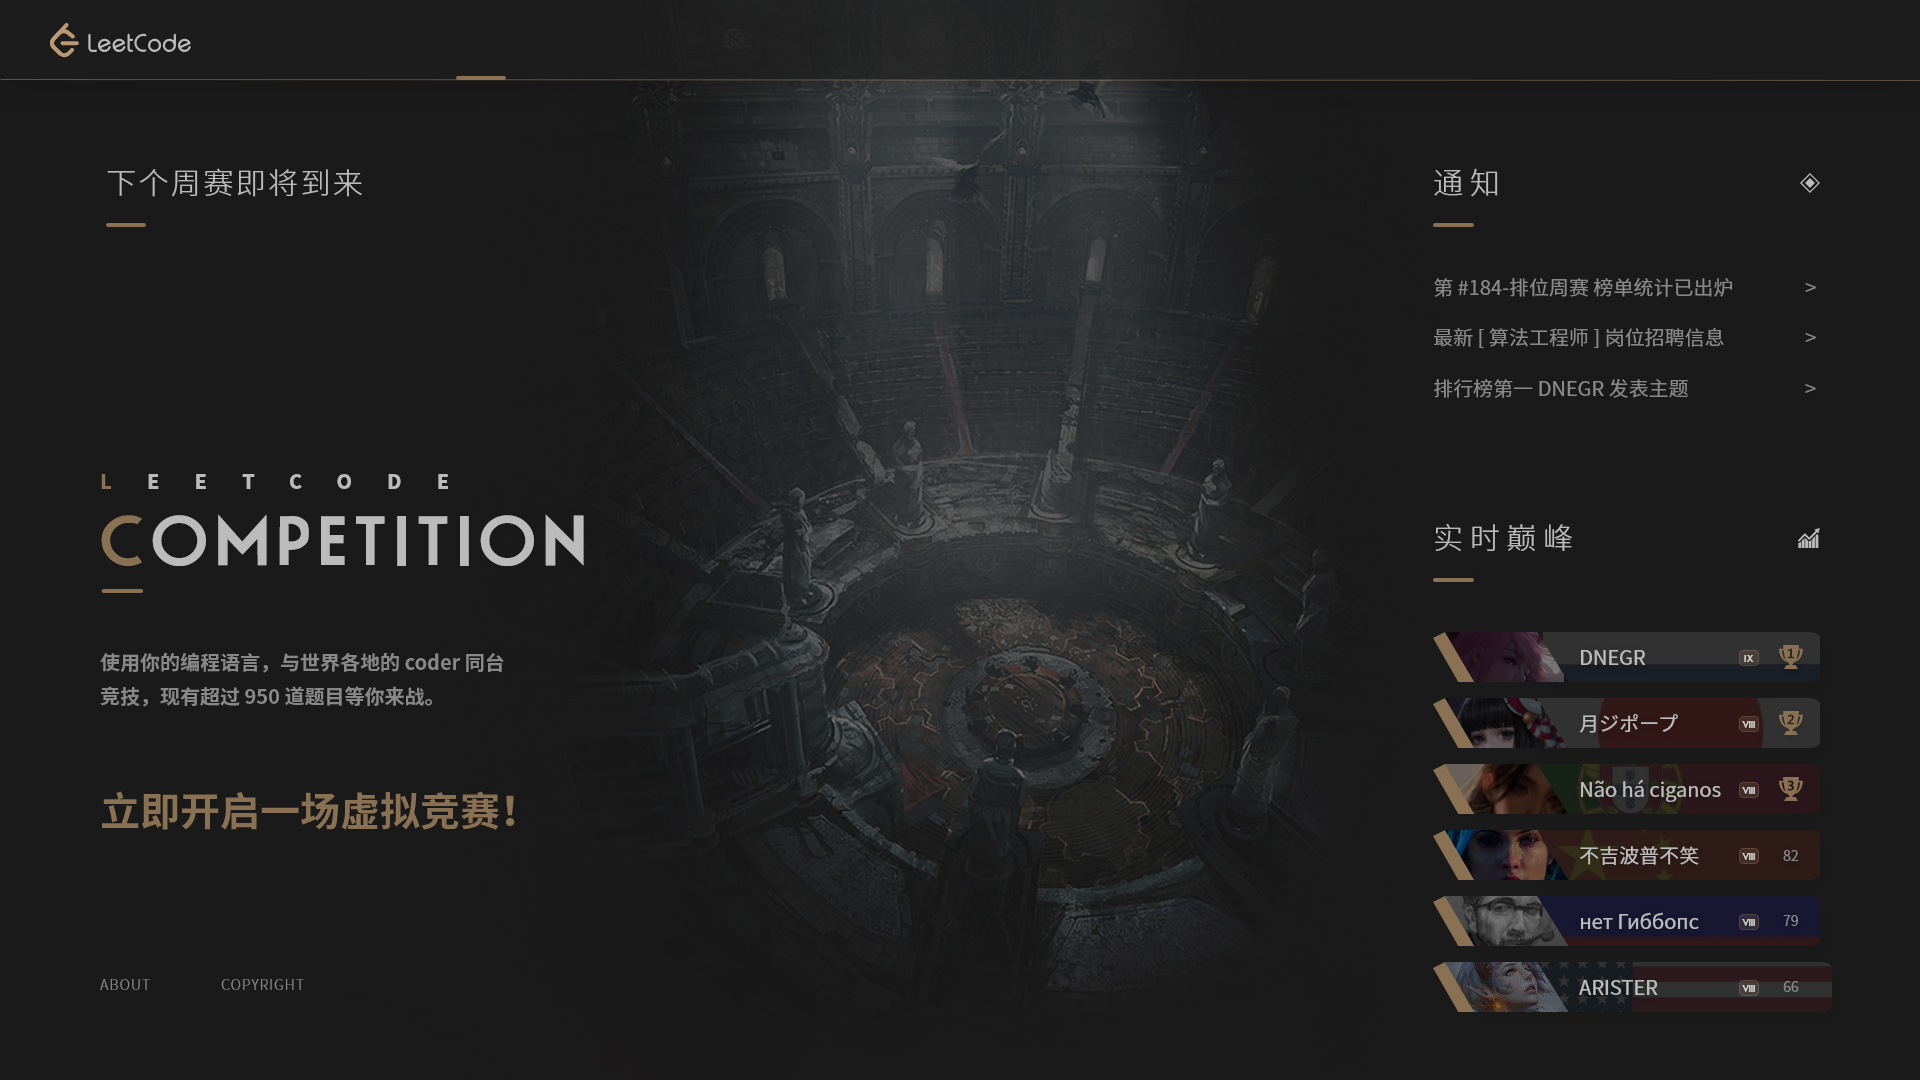 LeetCode
下个周赛即将到来
LEETCODE
COMPETITION
使用你的编程语言，与世界各地的 coder 同台
竞技，现有超过 950 道题目等你来战。
立即开启一场虚拟竞赛！
ABOUT
COPYRIGHT
通知
第 #184-排位周赛 榜单统计已出炉 >
最新 [ 算法工程师 ] 岗位招聘信息 >
排行榜第一 DNEGR 发表主题 >
实时巅峰
DNEGR IX 1
月ジポープ VIII 2
Não há ciganos VIII 3
不吉波普不笑 VIII 82
нет Гиббопс VIII 79
ARISTER VIII 66